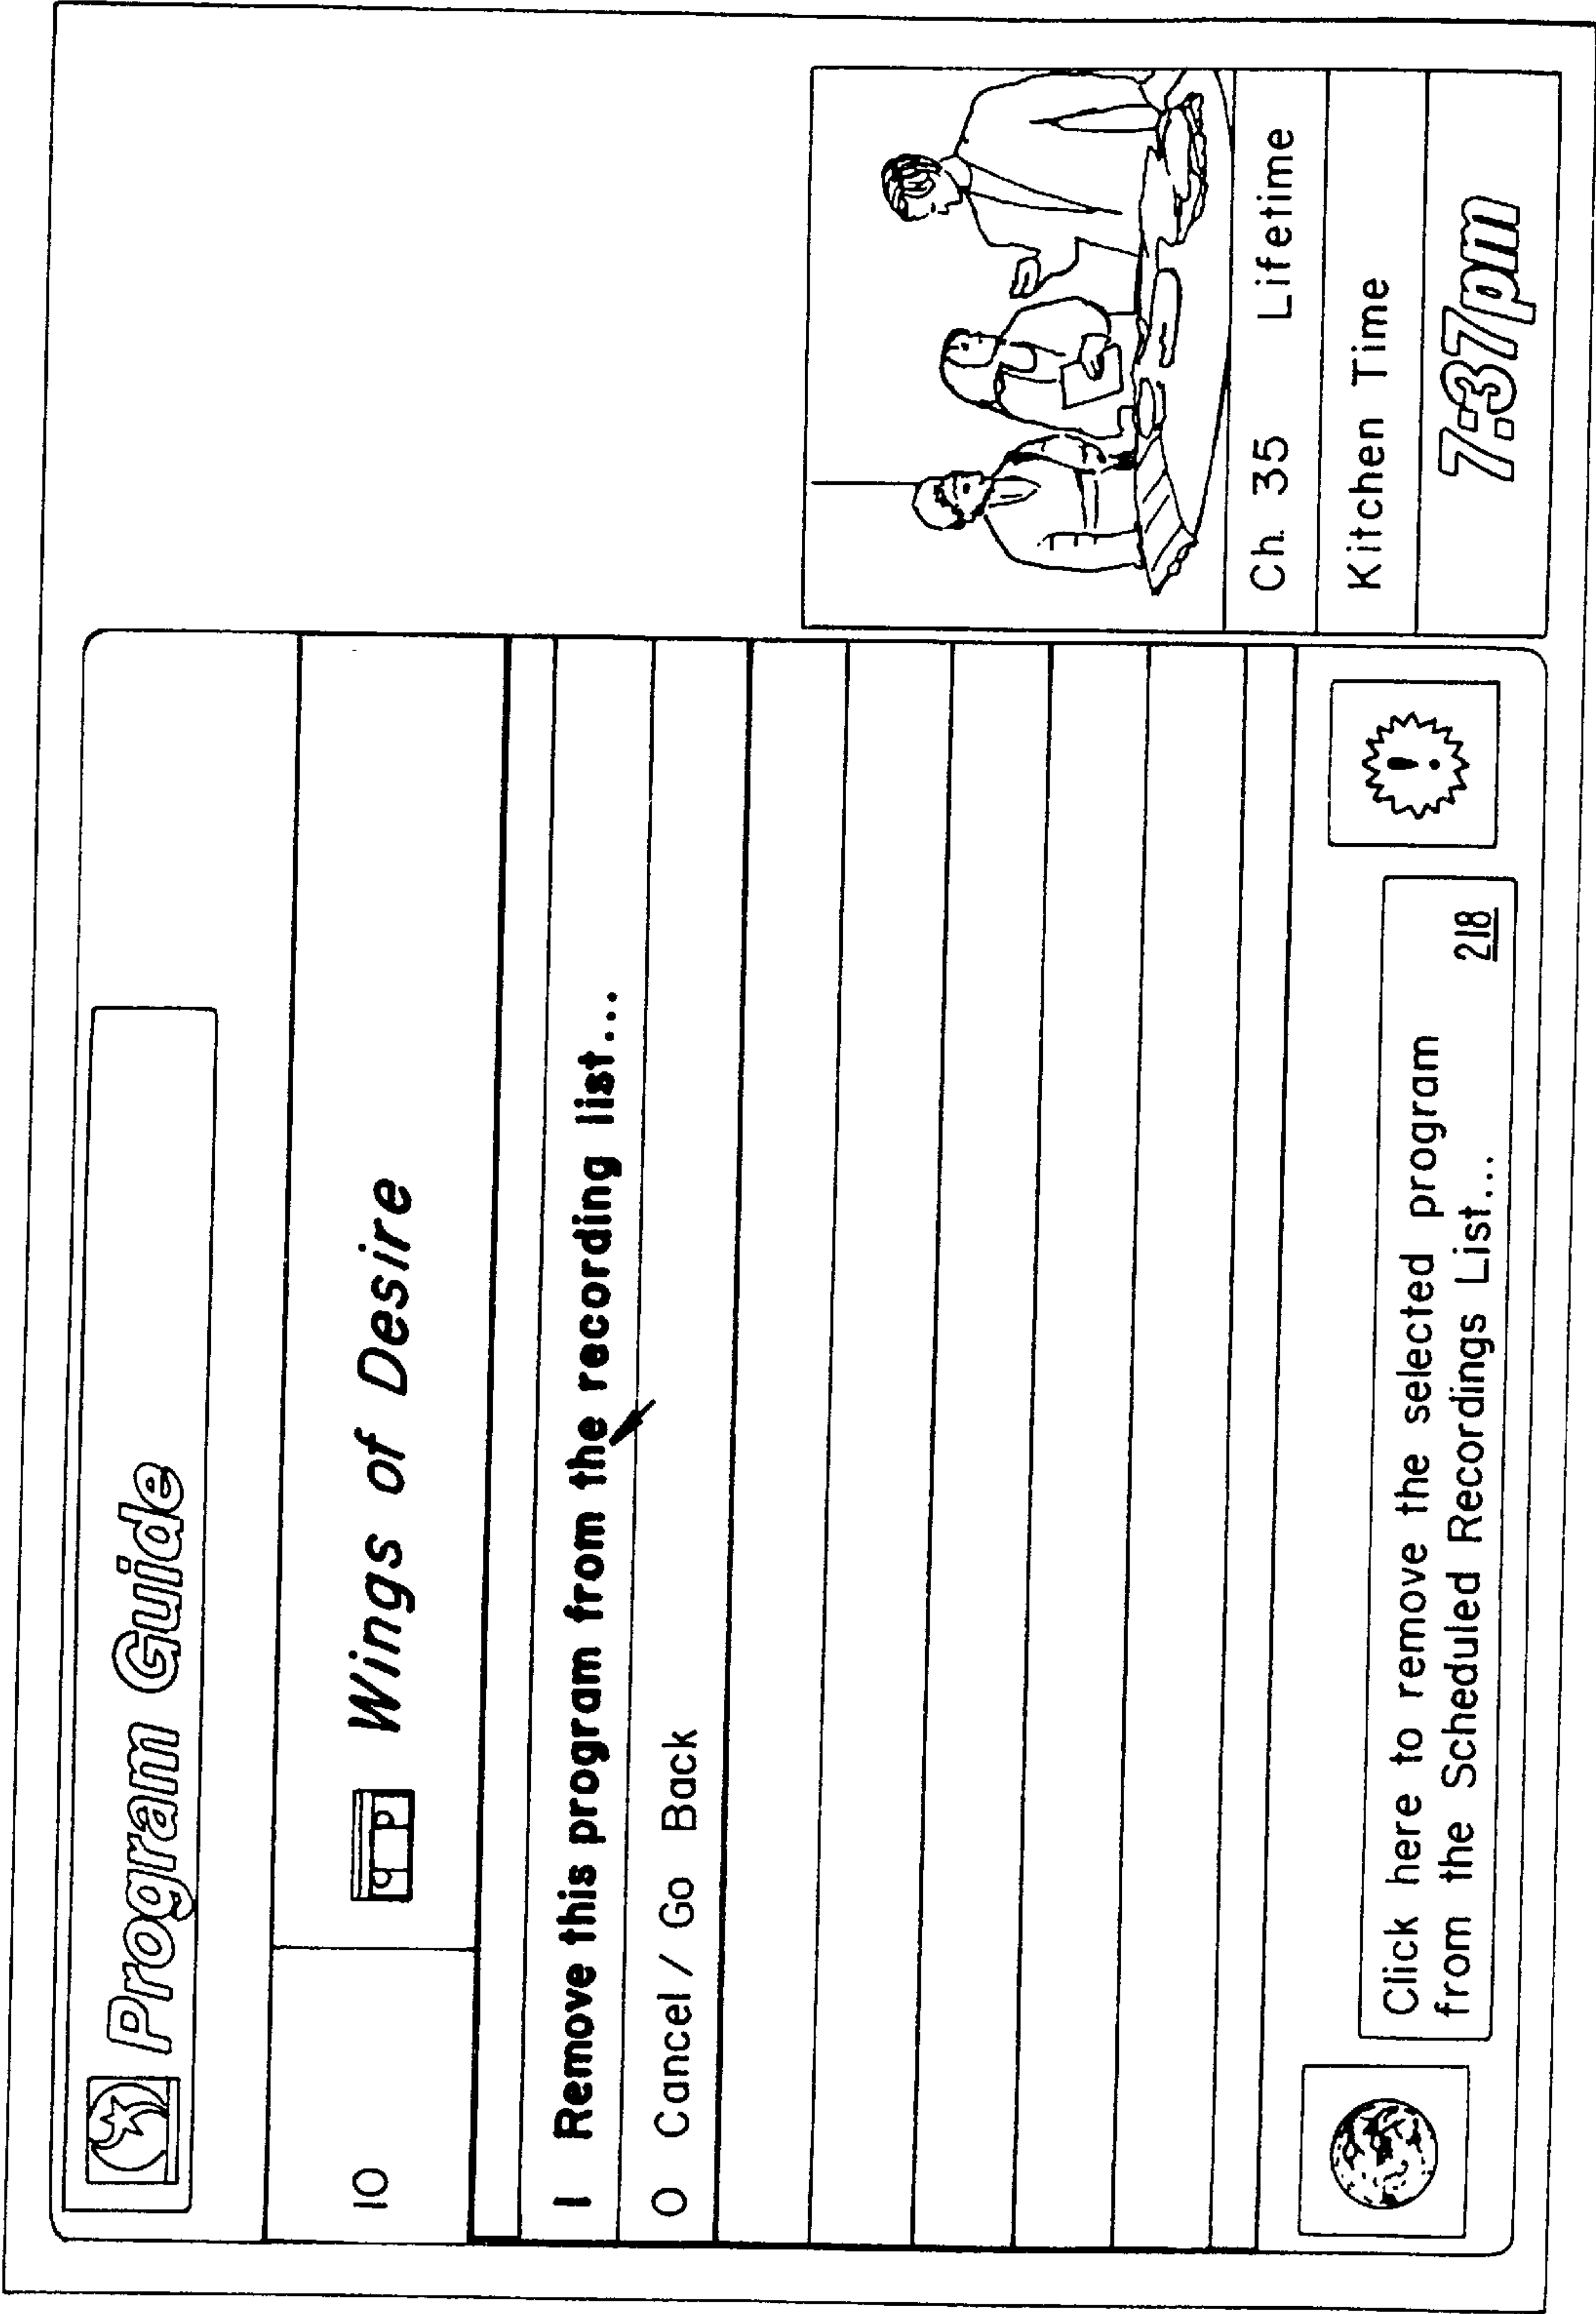 Program Guide
10 Wings of Desire
1 Remove this program from the recording list...
0 Cancel / Go Back
Click here to remove the selected program
from the Scheduled Recordings List...
218
Ch. 35 Lifetime
Kitchen Time
7:37pm